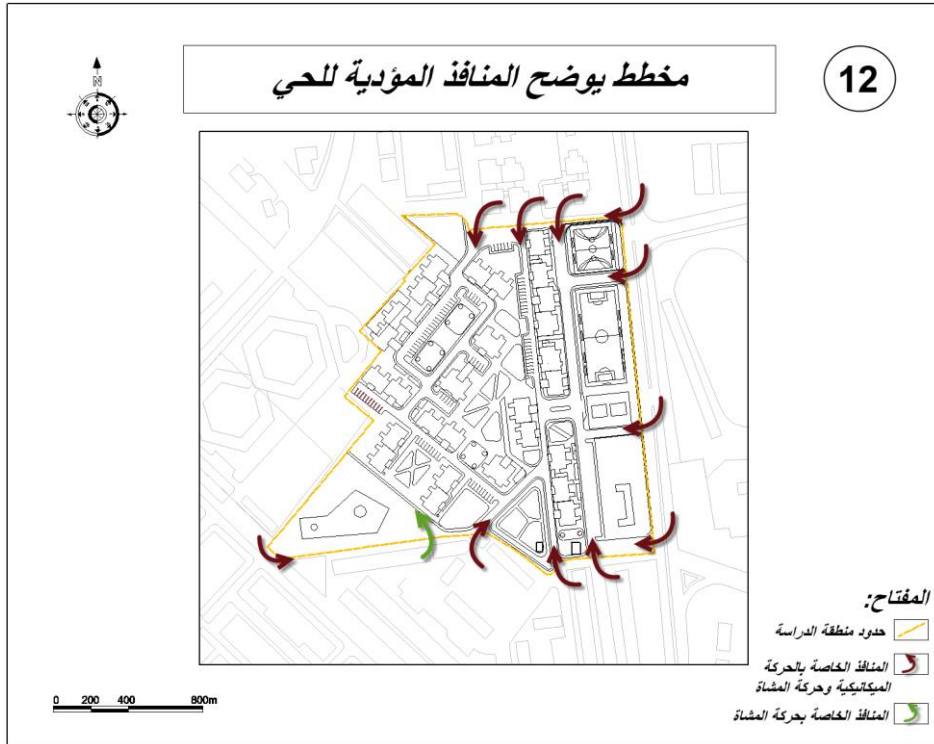 مخطط يوضح المنافذ المؤدية للحي
12
N
المفتاح:
حدود منطقة الدراسة
المنافذ الخاصة بالحركة
الميكانيكية وحركة المشاة
المنافذ الخاصة بحركة المشاة
0 200 400 800m